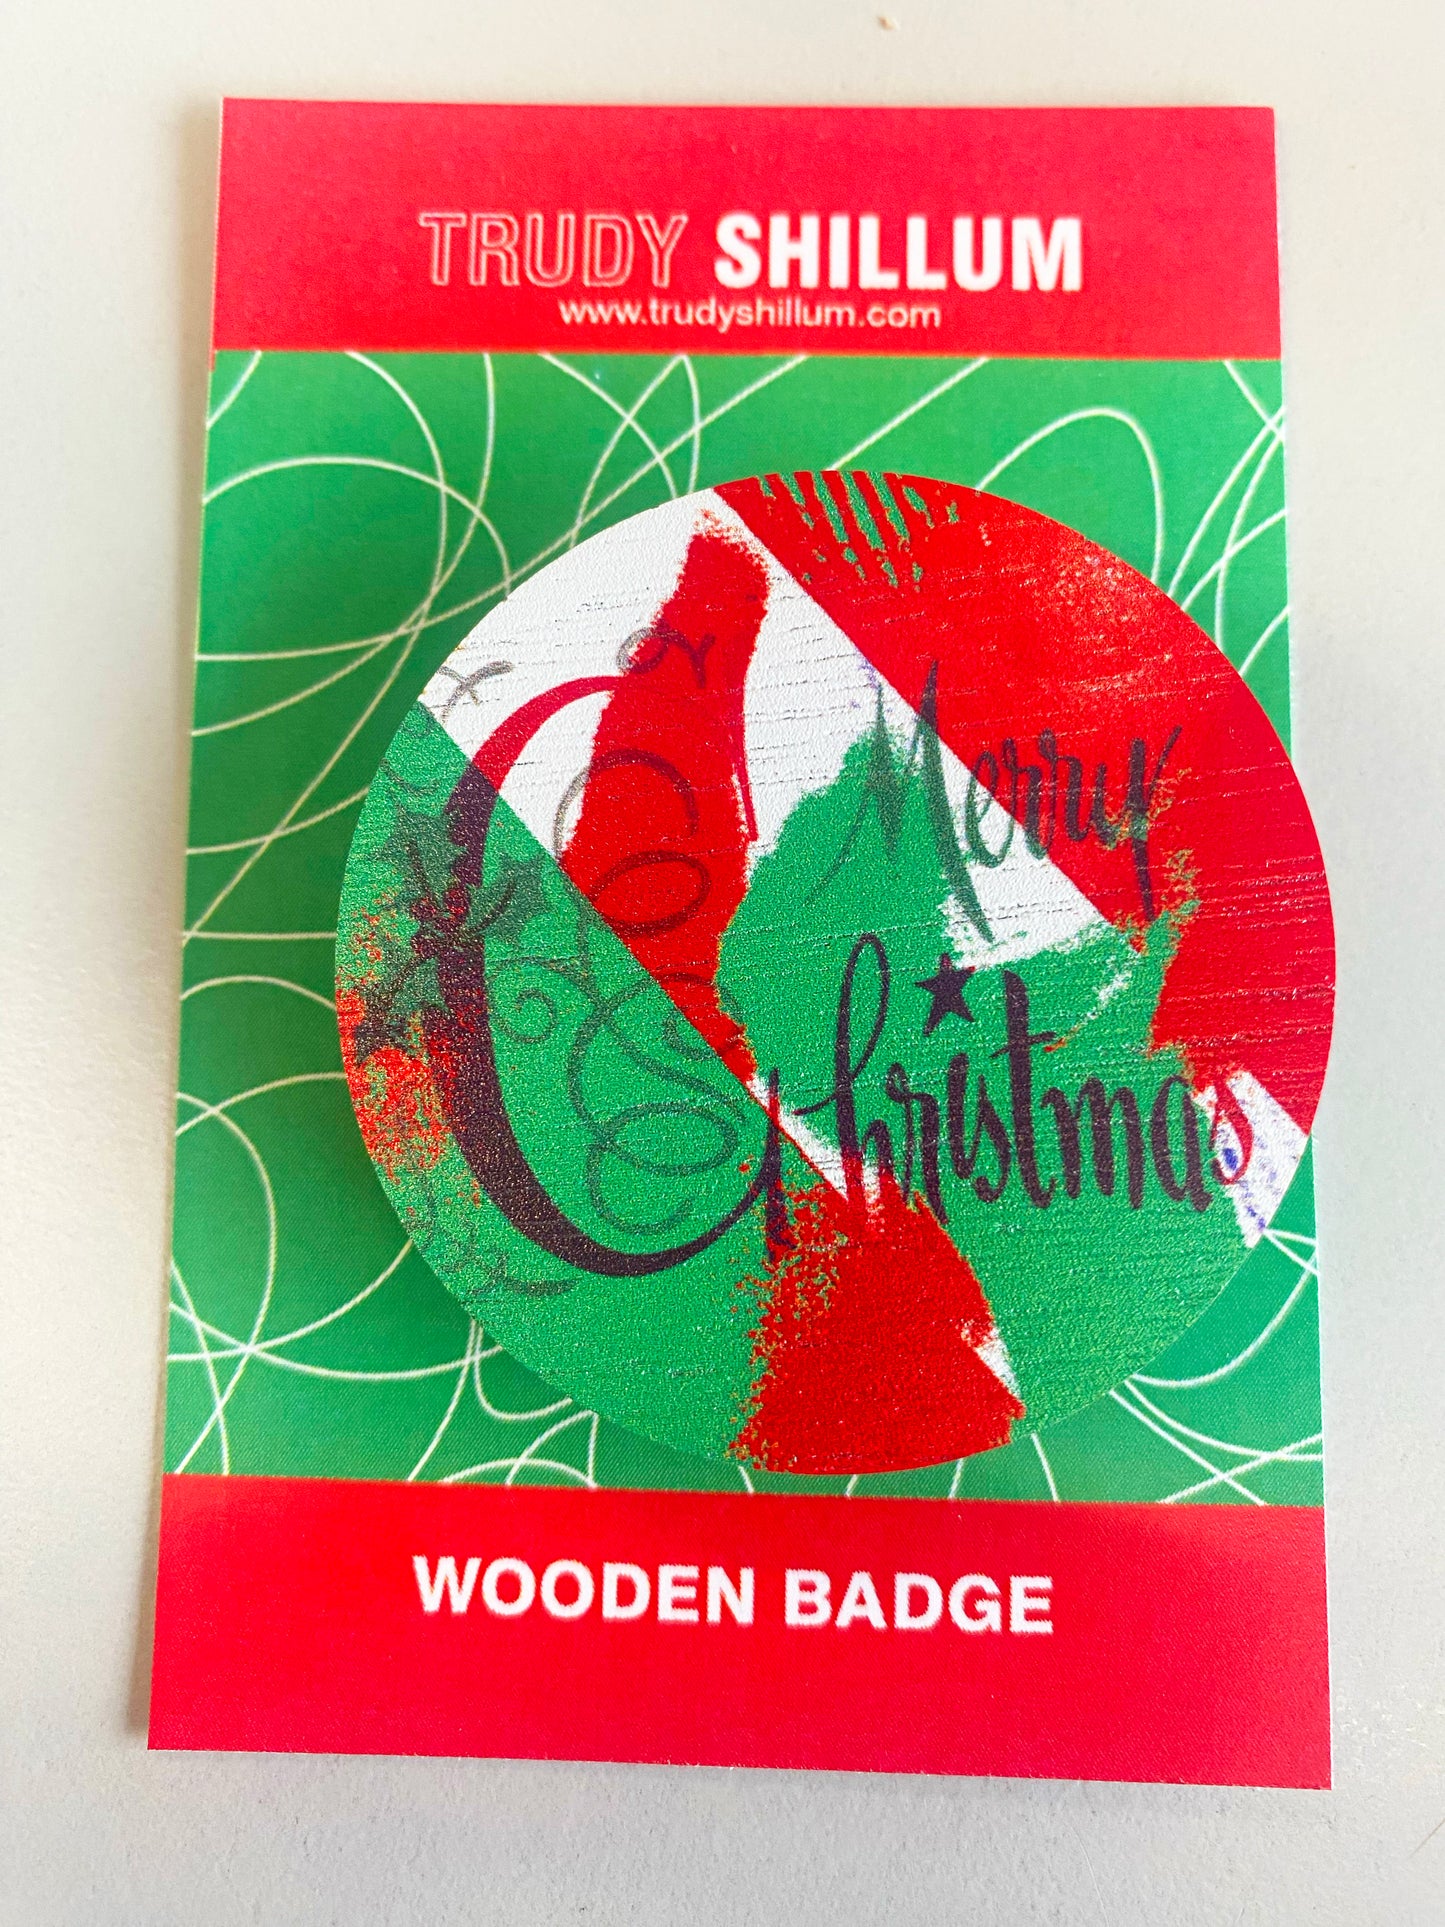 TRUDY SHILLUM
www.trudyshillum.com
Merry
Christmas
WOODEN BADGE